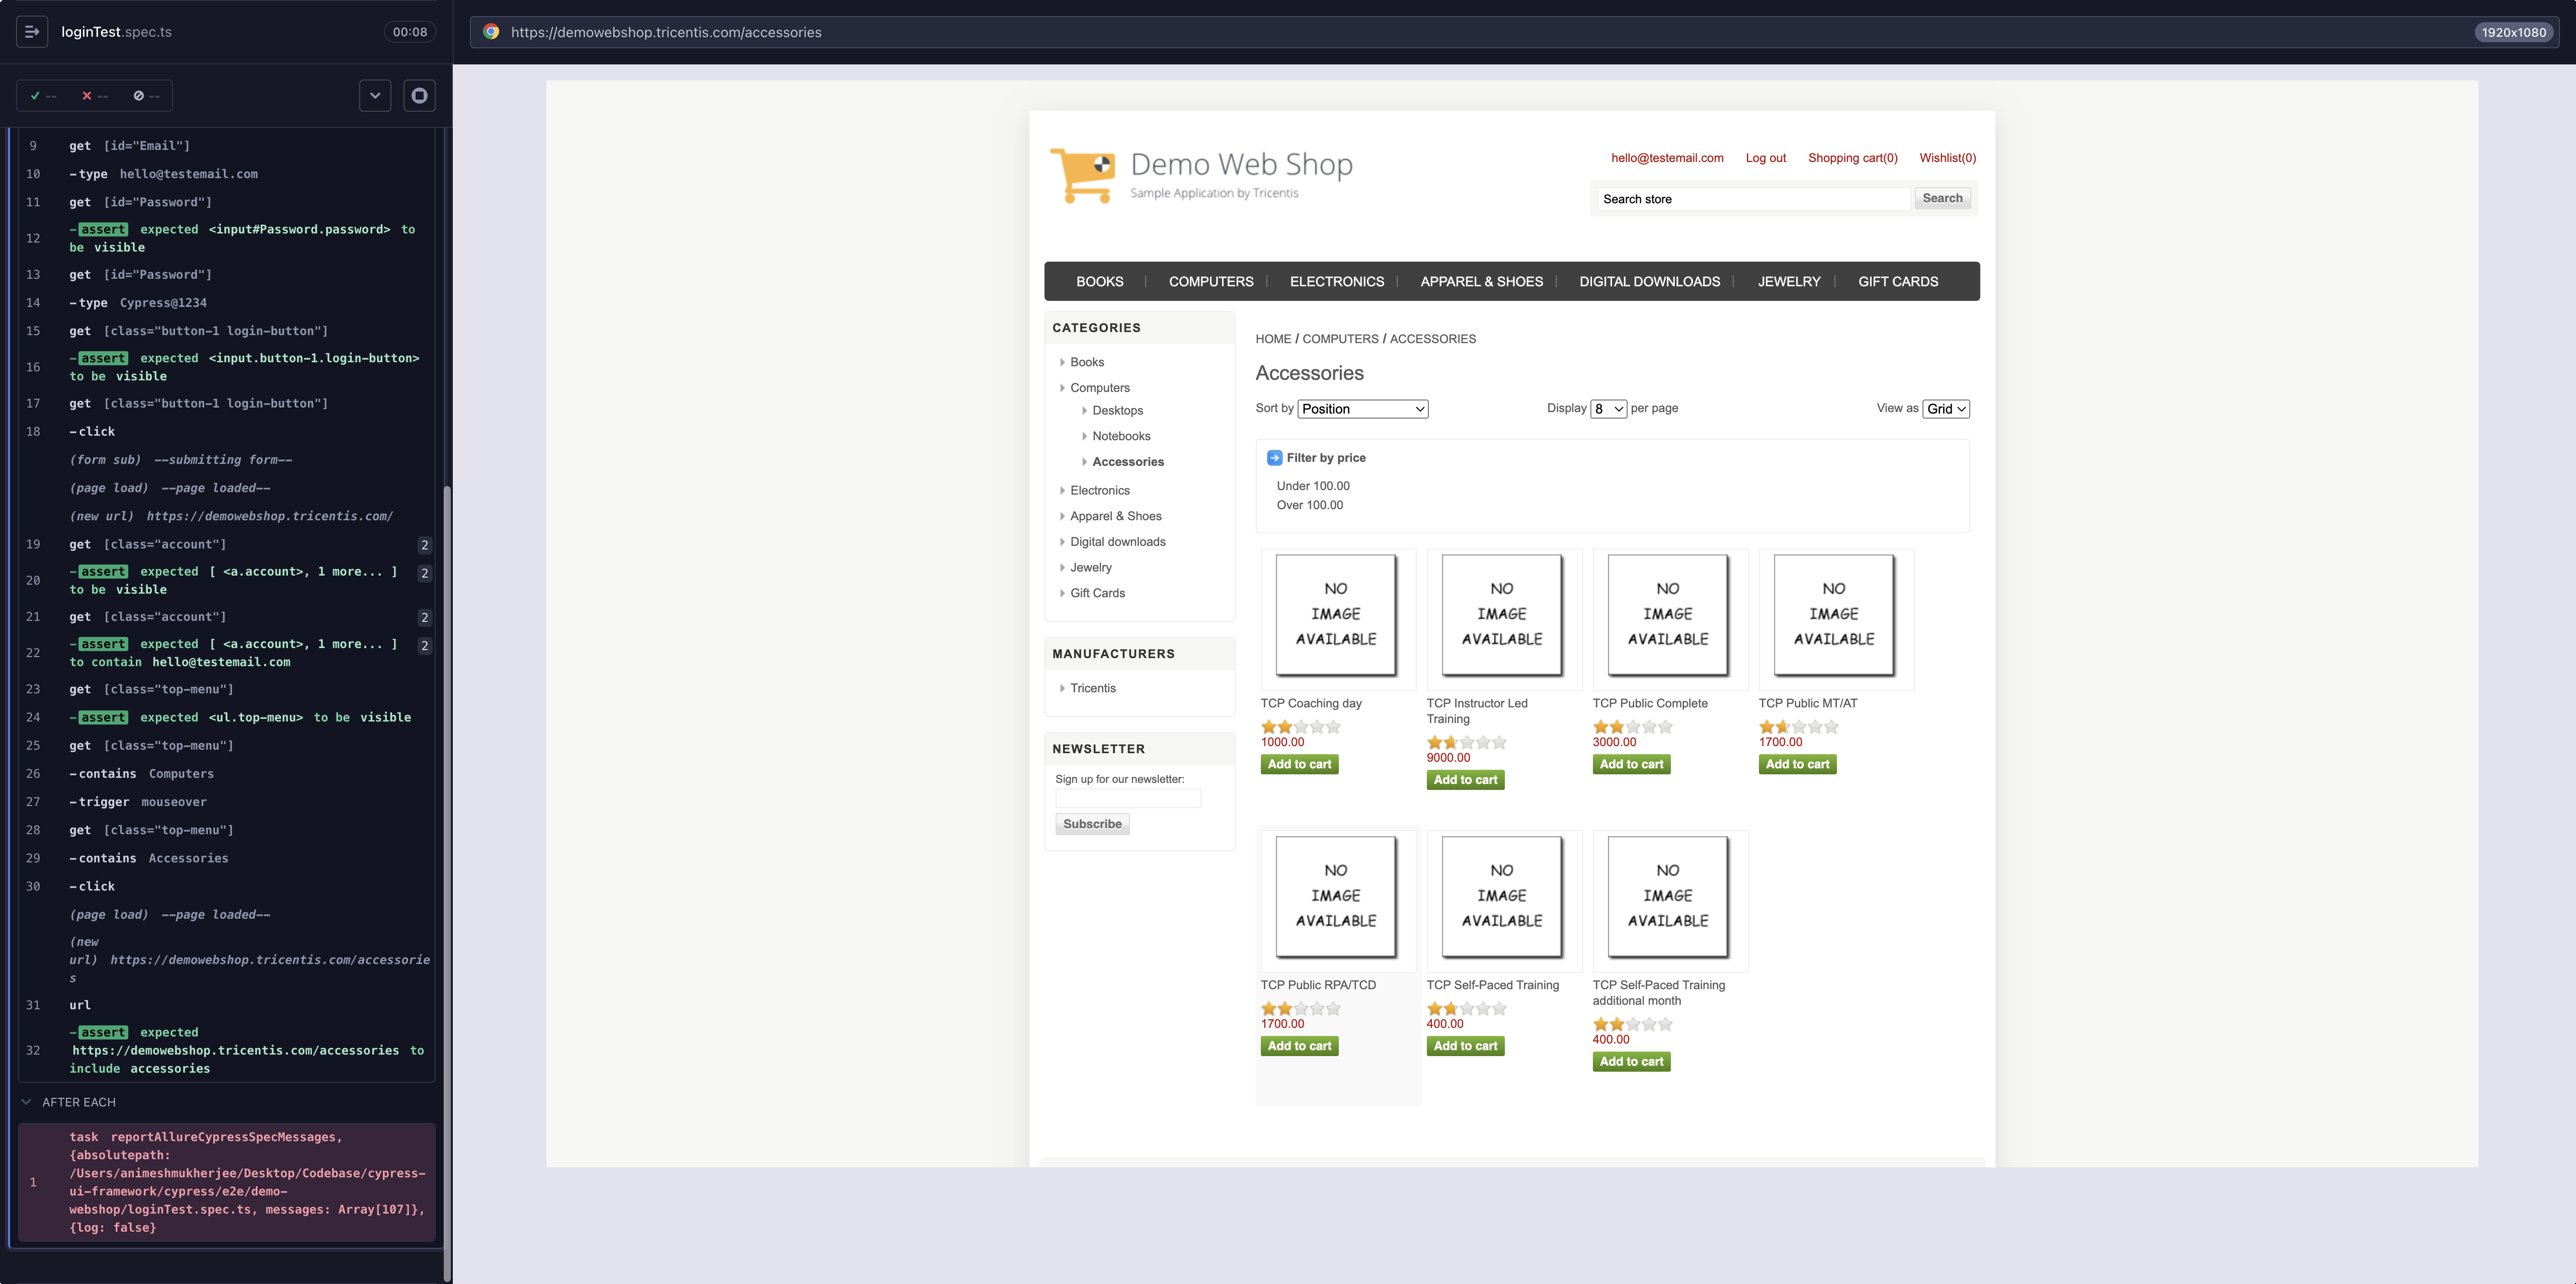 loginTest.spec.ts
00:08
--
--
--
9 get [id="Email"]
10 -type hello@testemail.com
11 get [id="Password"]
12 -assert expected <input#Password.password> to
be visible
13 get [id="Password"]
14 -type Cypress@1234
15 get [class="button-1 login-button"]
16 -assert expected <input.button-1.login-button>
to be visible
17 get [class="button-1 login-button"]
18 -click
(form sub) --submitting form--
(page load) --page loaded--
(new url) https://demowebshop.tricentis.com/
19 get [class="account"] 2
20 -assert expected [ <a.account>, 1 more... ] 2
to be visible
21 get [class="account"] 2
22 -assert expected [ <a.account>, 1 more... ] 2
to contain hello@testemail.com
23 get [class="top-menu"]
24 -assert expected <ul.top-menu> to be visible
25 get [class="top-menu"]
26 -contains Computers
27 -trigger mouseover
28 get [class="top-menu"]
29 -contains Accessories
30 -click
(page load) --page loaded--
(new
url) https://demowebshop.tricentis.com/accessorie
s
31 url
32 -assert expected
https://demowebshop.tricentis.com/accessories to
include accessories
AFTER EACH
1 task reportAllureCypressSpecMessages,
{absolutepath:
/Users/animeshmukherjee/Desktop/Codebase/cypress-
ui-framework/cypress/e2e/demo-
webshop/loginTest.spec.ts, messages: Array[107]},
{log: false}
https://demowebshop.tricentis.com/accessories
1920x1080
Demo Web Shop
Sample Application by Tricentis
hello@testemail.com Log out Shopping cart(0) Wishlist(0)
Search store Search
BOOKS COMPUTERS ELECTRONICS APPAREL & SHOES DIGITAL DOWNLOADS JEWELRY GIFT CARDS
CATEGORIES
Books
Computers
Desktops
Notebooks
Accessories
Electronics
Apparel & Shoes
Digital downloads
Jewelry
Gift Cards
MANUFACTURERS
Tricentis
NEWSLETTER
Sign up for our newsletter:
Subscribe
HOME / COMPUTERS / ACCESSORIES
Accessories
Sort by Position Display 8 per page View as Grid
Filter by price
Under 100.00
Over 100.00
NO
IMAGE
AVAILABLE
TCP Coaching day
1000.00
Add to cart
NO
IMAGE
AVAILABLE
TCP Instructor Led
Training
9000.00
Add to cart
NO
IMAGE
AVAILABLE
TCP Public Complete
3000.00
Add to cart
NO
IMAGE
AVAILABLE
TCP Public MT/AT
1700.00
Add to cart
NO
IMAGE
AVAILABLE
TCP Public RPA/TCD
1700.00
Add to cart
NO
IMAGE
AVAILABLE
TCP Self-Paced Training
400.00
Add to cart
NO
IMAGE
AVAILABLE
TCP Self-Paced Training
additional month
400.00
Add to cart